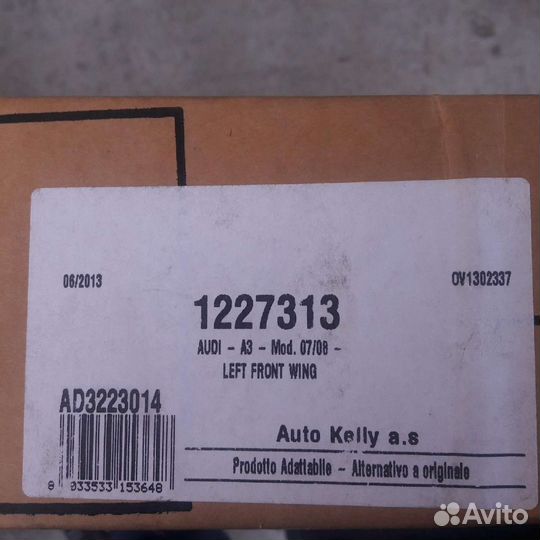 06/2013
OV1302337
1227313
AUDI - A3 - Mod. 07/08 -
LEFT FRONT WING
AD3223014
Auto Kelly a.s
Prodotto Adattabile - Alternativo a originale
8 033533 153648
Avito